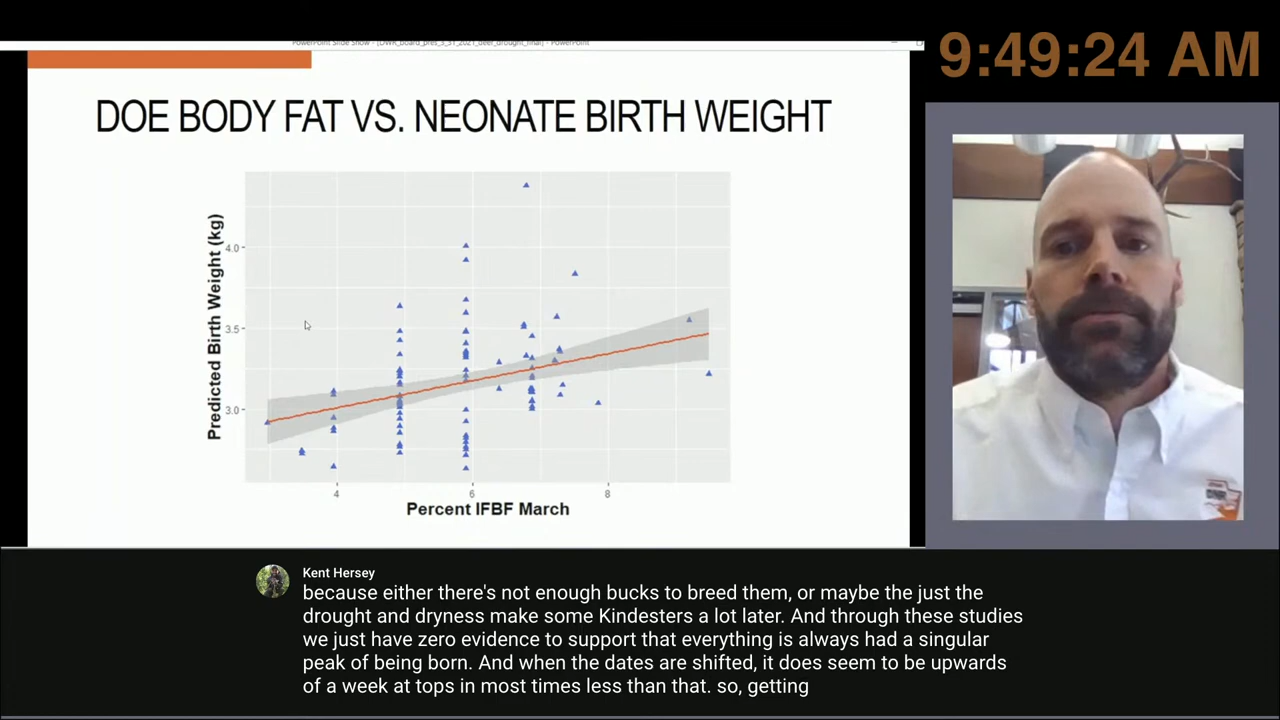 PowerPoint Slide Show - [DWR_board_pres_3_31_2021_deer_drought_final] - PowerPoint
9:49:24 AM
DOE BODY FAT VS. NEONATE BIRTH WEIGHT
Predicted Birth Weight (kg)
4.0
3.5
3.0
4
6
8
Percent IFBF March
Kent Hersey
because either there's not enough bucks to breed them, or maybe the just the
drought and dryness make some Kindesters a lot later. And through these studies
we just have zero evidence to support that everything is always had a singular
peak of being born. And when the dates are shifted, it does seem to be upwards
of a week at tops in most times less than that. so, getting